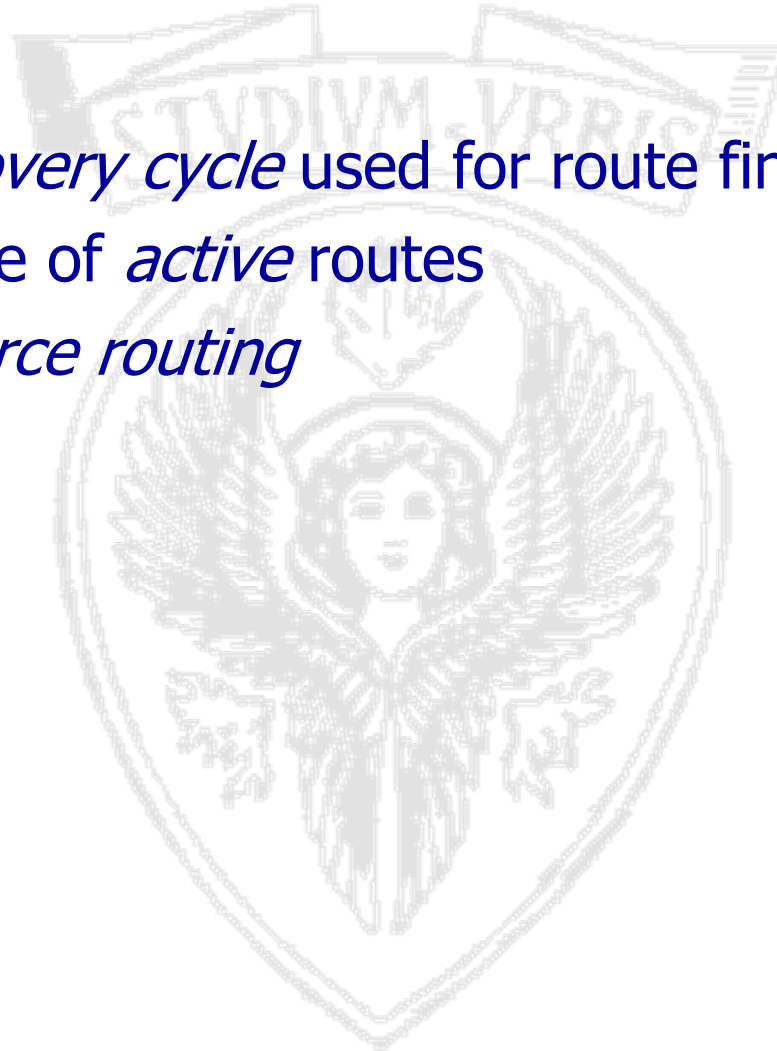 STVDIVM · VRBIS
overy cycle used for route fin
e of active routes
rce routing